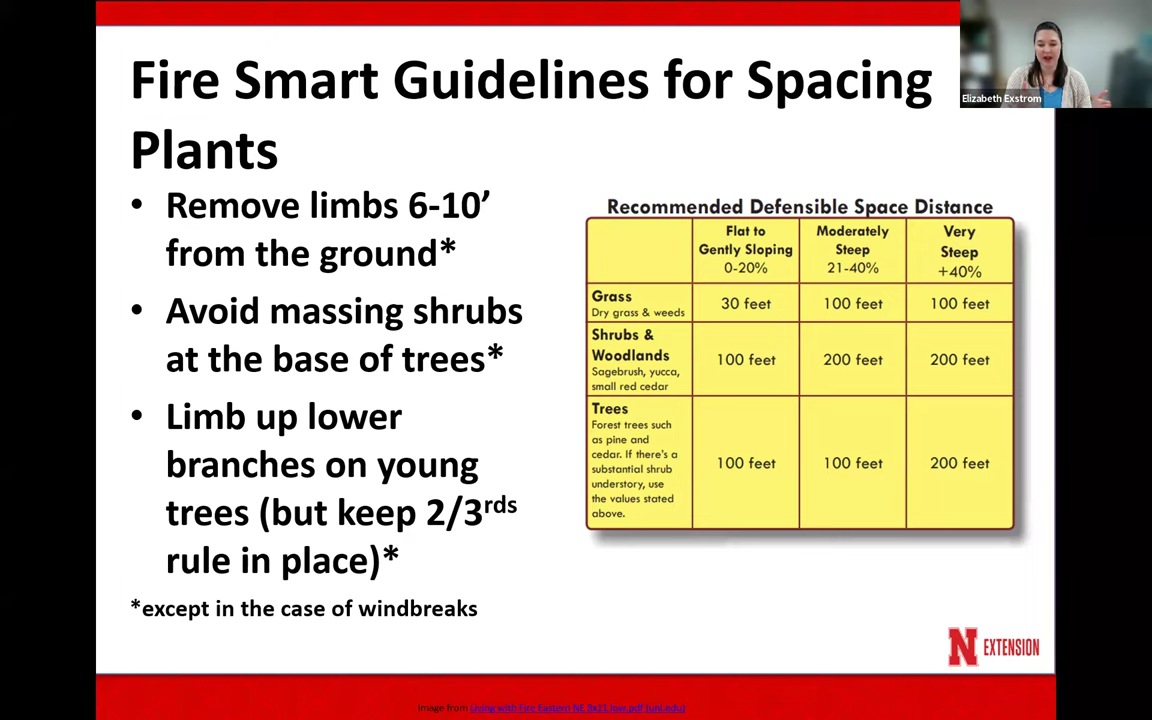 Fire Smart Guidelines for Spacing
Plants
Elizabeth Exstrom
• Remove limbs 6-10’
from the ground*
• Avoid massing shrubs
at the base of trees*
• Limb up lower
branches on young
trees (but keep 2/3rds
rule in place)*
*except in the case of windbreaks
Recommended Defensible Space Distance
Flat to
Gently Sloping
0-20%
Moderately
Steep
21-40%
Very
Steep
+40%
Grass
Dry grass & weeds
30 feet
100 feet
100 feet
Shrubs &
Woodlands
Sagebrush, yucca,
small red cedar
100 feet
200 feet
200 feet
Trees
Forest trees such
as pine and
cedar. If there's a
substantial shrub
understory, use
the values stated
above.
100 feet
100 feet
200 feet
N EXTENSION
Image from Living with Fire Eastern NE 8x11.low.pdf (unl.edu)